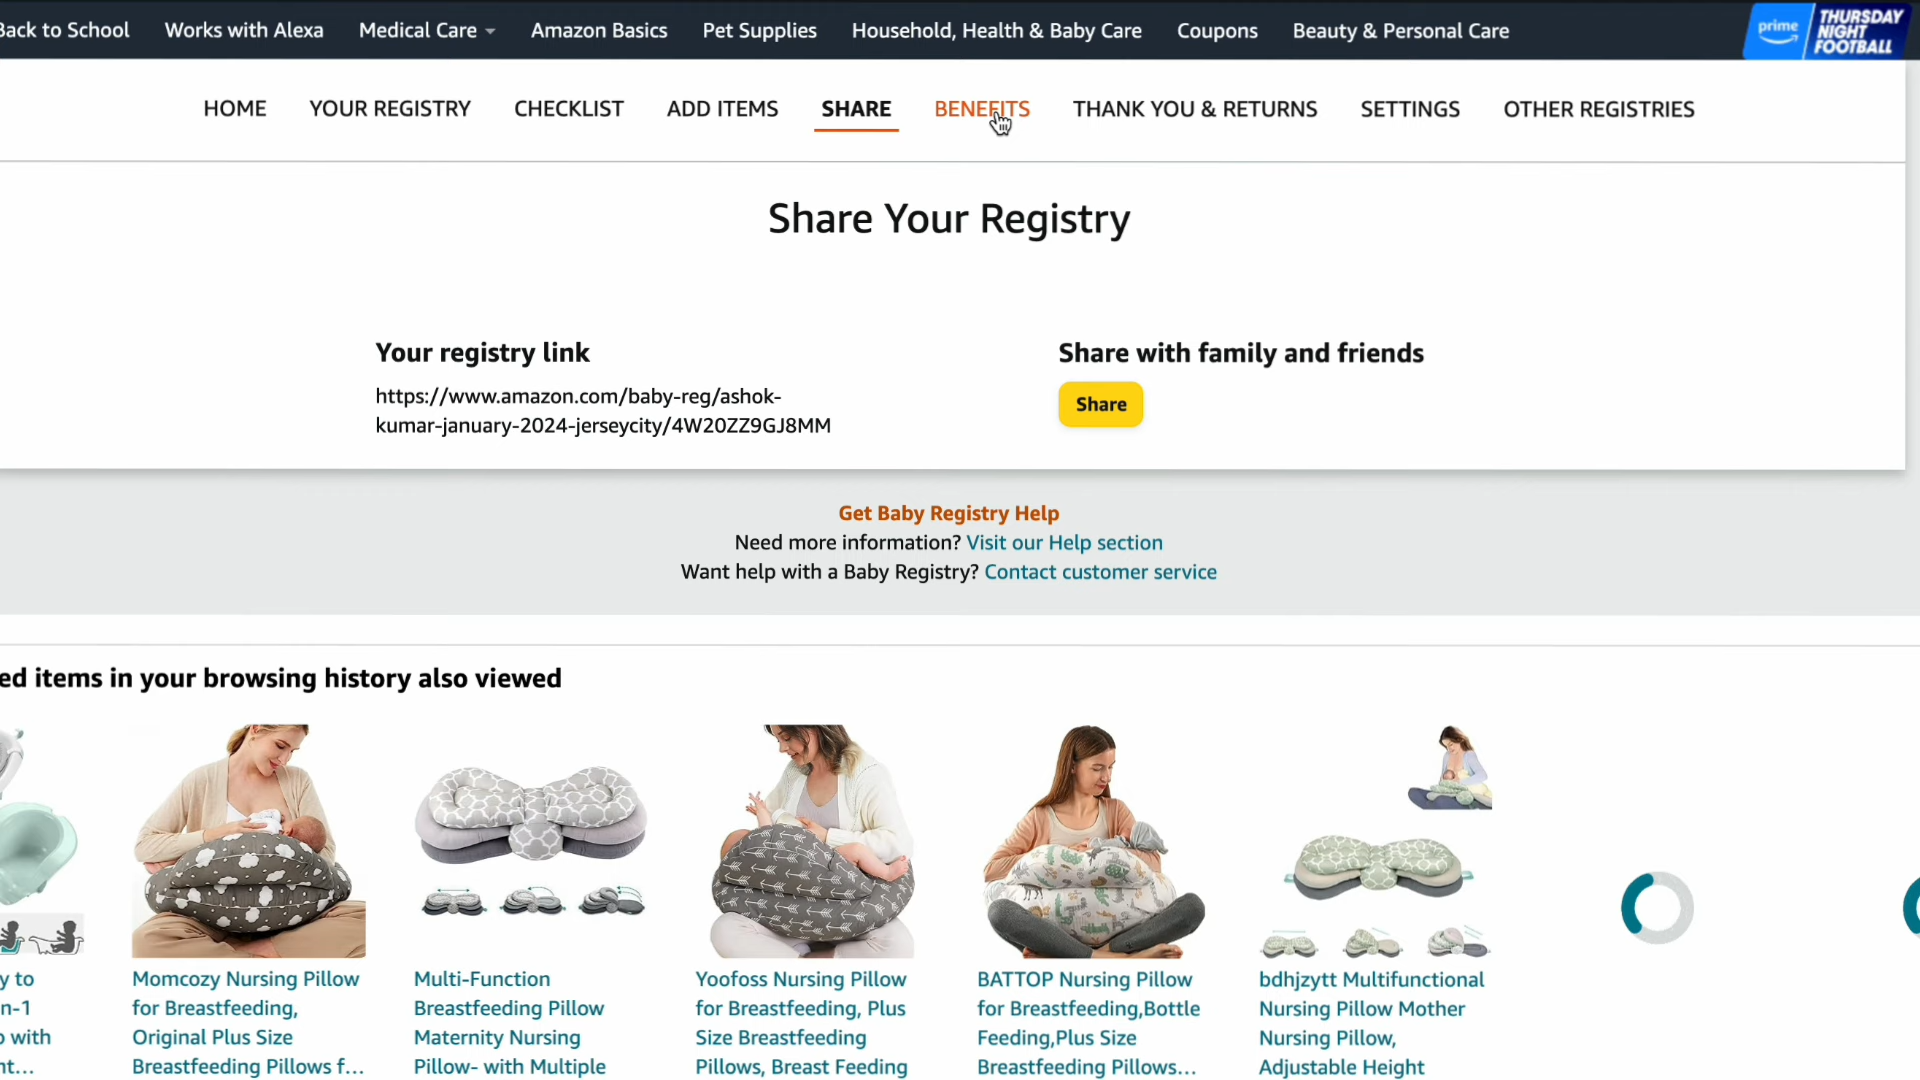 Back to School Works with Alexa Medical Care Amazon Basics Pet Supplies Household, Health & Baby Care Coupons Beauty & Personal Care prime THURSDAY NIGHT FOOTBALL
HOME YOUR REGISTRY CHECKLIST ADD ITEMS SHARE BENEFITS THANK YOU & RETURNS SETTINGS OTHER REGISTRIES
Share Your Registry
Your registry link
https://www.amazon.com/baby-reg/ashok-
kumar-january-2024-jerseycity/4W20ZZ9GJ8MM
Share with family and friends
Share
Get Baby Registry Help
Need more information? Visit our Help section
Want help with a Baby Registry? Contact customer service
ed items in your browsing history also viewed
y to
n-1
o with
nt...
Momcozy Nursing Pillow
for Breastfeeding,
Original Plus Size
Breastfeeding Pillows f...
Multi-Function
Breastfeeding Pillow
Maternity Nursing
Pillow- with Multiple
Yoofoss Nursing Pillow
for Breastfeeding, Plus
Size Breastfeeding
Pillows, Breast Feeding
BATTOP Nursing Pillow
for Breastfeeding,Bottle
Feeding,Plus Size
Breastfeeding Pillows...
bdhjzytt Multifunctional
Nursing Pillow Mother
Nursing Pillow,
Adjustable Height